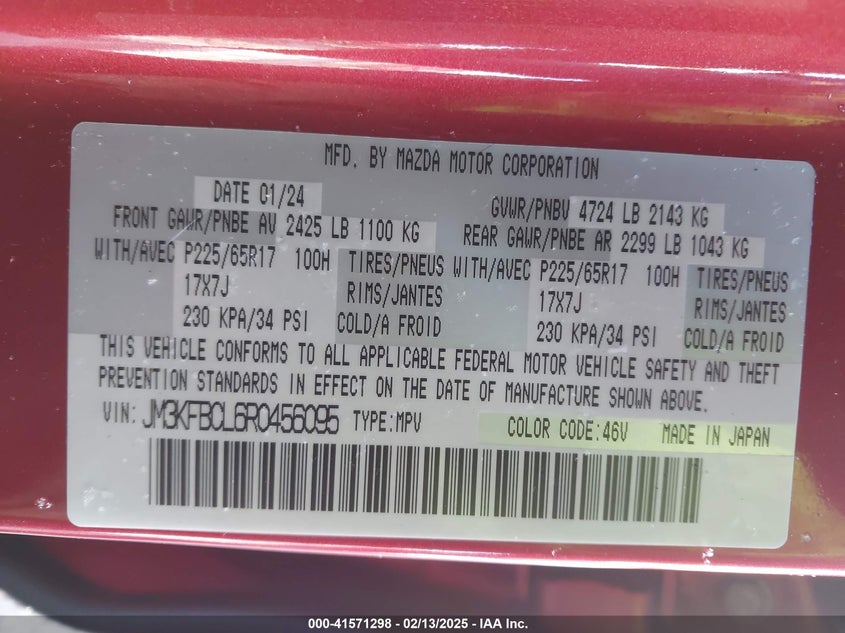 MFD. BY MAZDA MOTOR CORPORATION
DATE 01/24 GVWR/PNBV 4724 LB 2143 KG
FRONT GAWR/PNBE AV 2425 LB 1100 KG REAR GAWR/PNBE AR 2299 LB 1043 KG
WITH/AVEC P225/65R17 100H TIRES/PNEUS WITH/AVEC P225/65R17 100H TIRES/PNEUS
17X7J RIMS/JANTES 17X7J RIMS/JANTES
230 KPA/34 PSI COLD/A FROID 230 KPA/34 PSI COLD/A FROID
THIS VEHICLE CONFORMS TO ALL APPLICABLE FEDERAL MOTOR VEHICLE SAFETY AND THEFT
PREVENTION STANDARDS IN EFFECT ON THE DATE OF MANUFACTURE SHOWN ABOVE.
VIN: JM3KFBCL6R0456095 TYPE:MPV COLOR CODE:46V MADE IN JAPAN
000-41571298 - 02/13/2025 - IAA Inc.